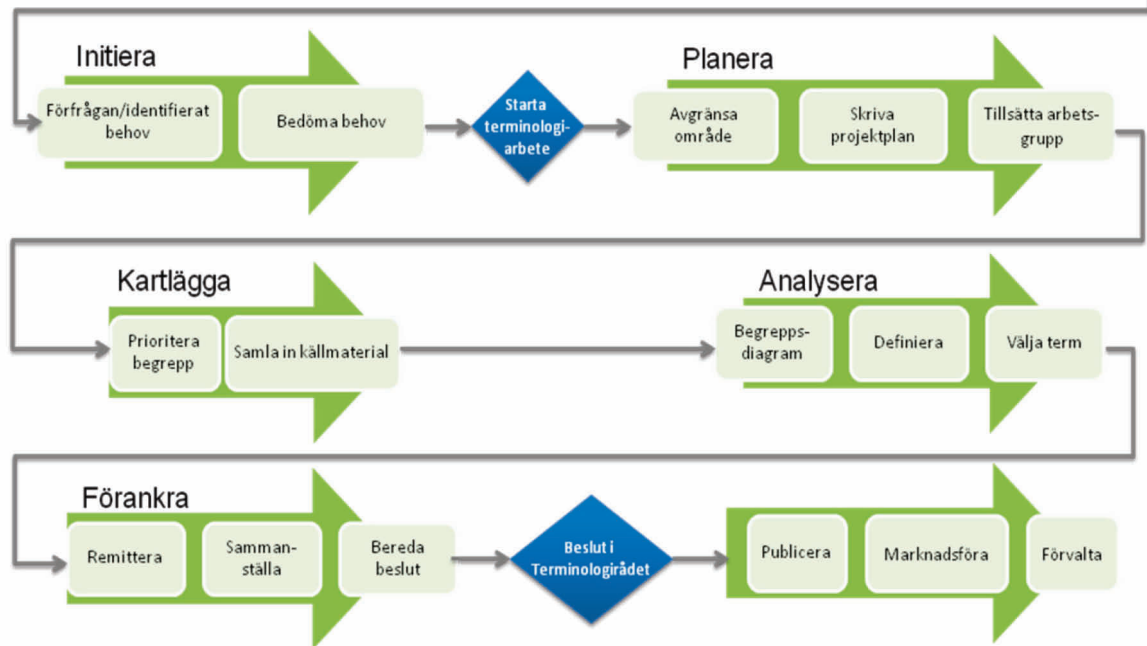 Initiera
Förfrågan/identifierat
behov
Bedöma behov
Starta
terminologi-
arbete
Planera
Avgränsa
område
Skriva
projektplan
Tillsätta arbets-
grupp
Kartlägga
Prioritera
begrepp
Samla in källmaterial
Analysera
Begrepps-
diagram
Definiera
Välja term
Förankra
Remittera
Samman-
ställa
Bereda
beslut
Beslut i
Terminologirådet
Publicera
Marknadsföra
Förvalta